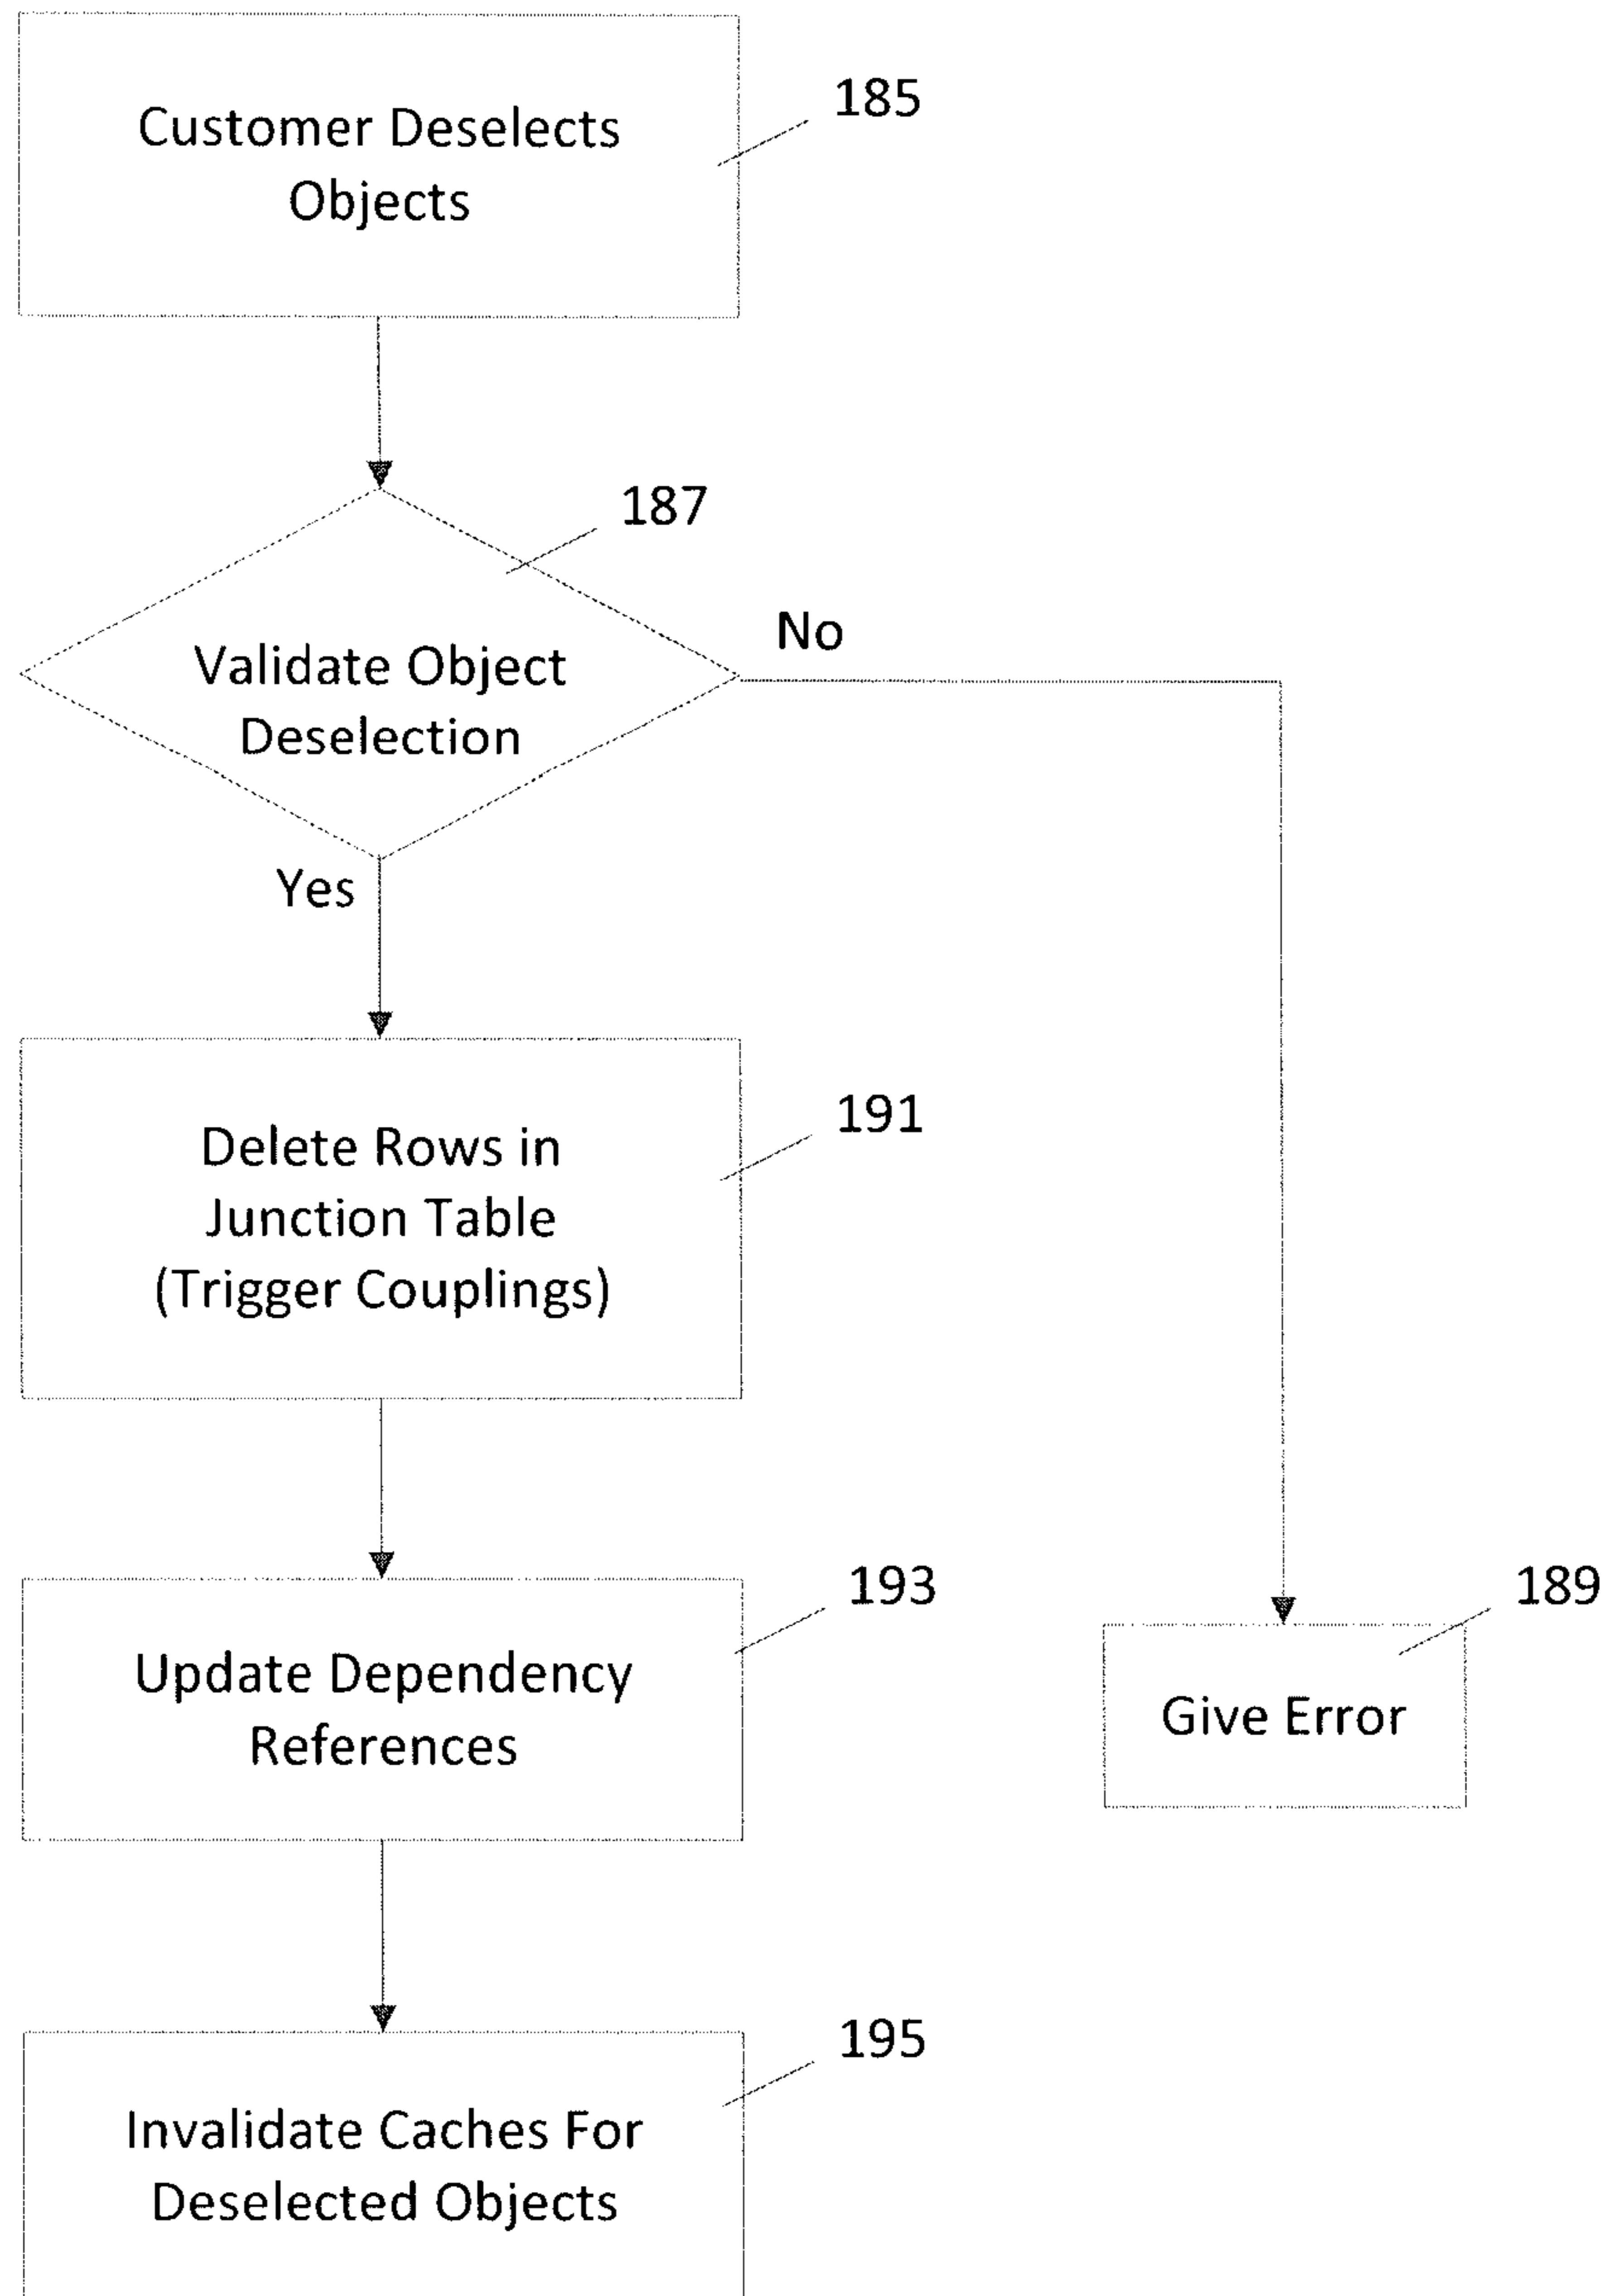 Customer Deselects
Objects
185
187
Validate Object
Deselection
No
Yes
Delete Rows in
Junction Table
(Trigger Couplings)
191
Update Dependency
References
193
Give Error
189
Invalidate Caches For
Deselected Objects
195